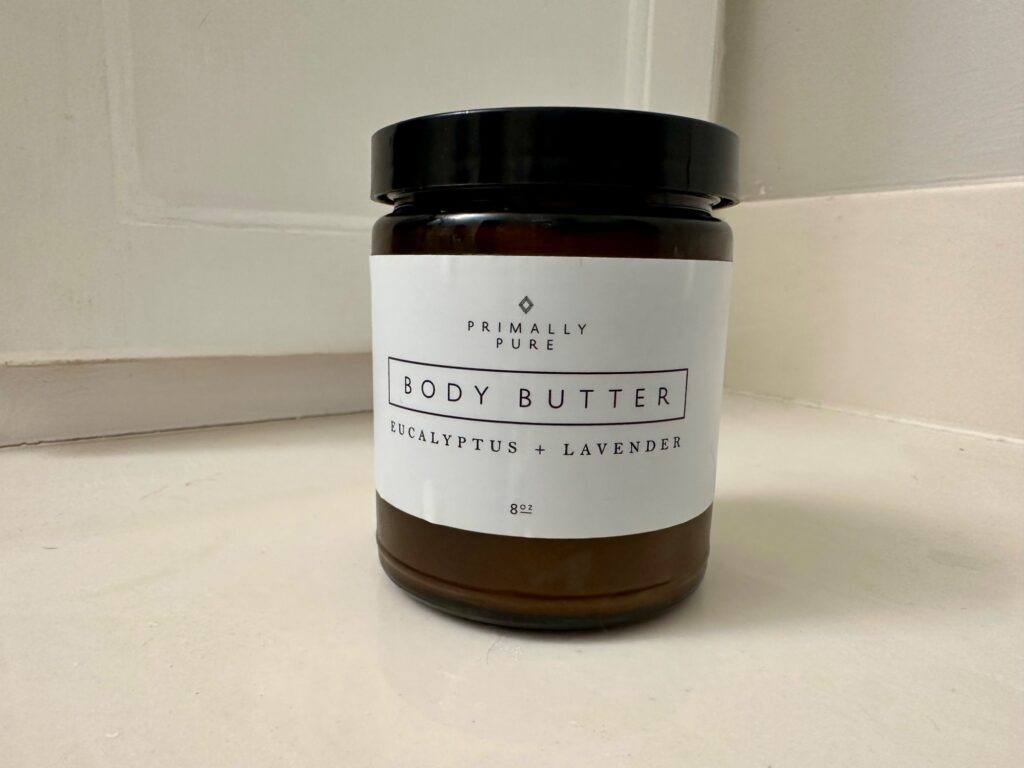 PRIMALLY
PURE
BODY BUTTER
EUCALYPTUS + LAVENDER
8oz